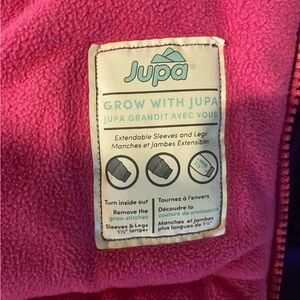 Jupa®
GROW WITH JUPA
JUPA GRANDIT AVEC VOUS
Extendable Sleeves and Legs
Manches et Jambes Extensibles
Turn inside out
Remove the
grow stitches
Sleeves & Legs
1½" longer
Tournez à l'envers
Découdre la
couture de croissance
Manches et Jambes
plus longues de 1½"